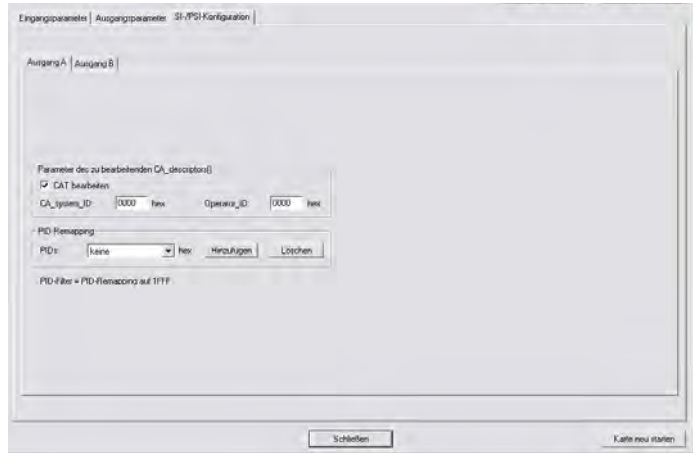 Eingangsparameter Ausgangsparameter SI-/PSI-Konfiguration
Ausgang A Ausgang B
Parameter des zu bearbeitenden CA_descriptors()
CAT bearbeiten
CA_system_ID: 0000 hex Operator_ID: 0000 hex
PID-Remapping
PIDs: keine hex Hinzufügen Löschen
PID-Filter = PID-Remapping auf 1FFF
Schließen Karte neu starten